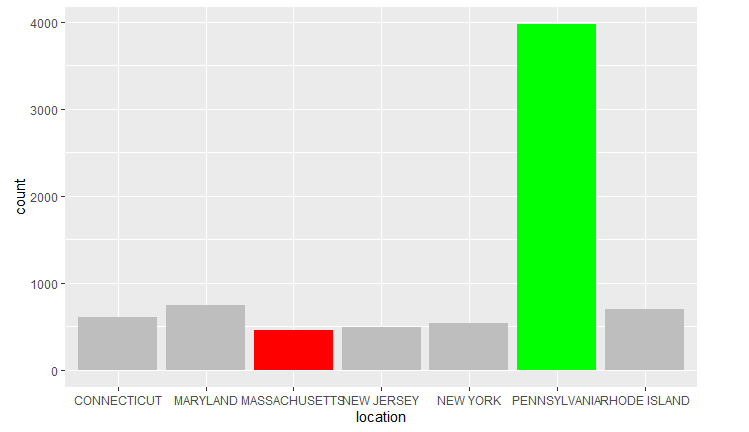 4000
3000
2000
1000
0
count
CONNECTICUT MARYLAND MASSACHUSETTS NEW JERSEY NEW YORK PENNSYLVANIA RHODE ISLAND
location